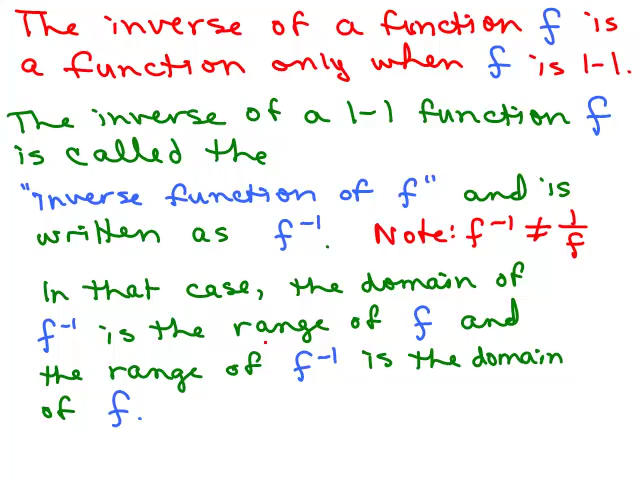 The inverse of a function f is
a function only when f is 1-1.
The inverse of a 1-1 function f
is called the
"inverse function of f" and is
written as f⁻¹. Note: f⁻¹ ≠ 1/f
In that case, the domain of
f⁻¹ is the range of f and
the range of f⁻¹ is the domain
of f.